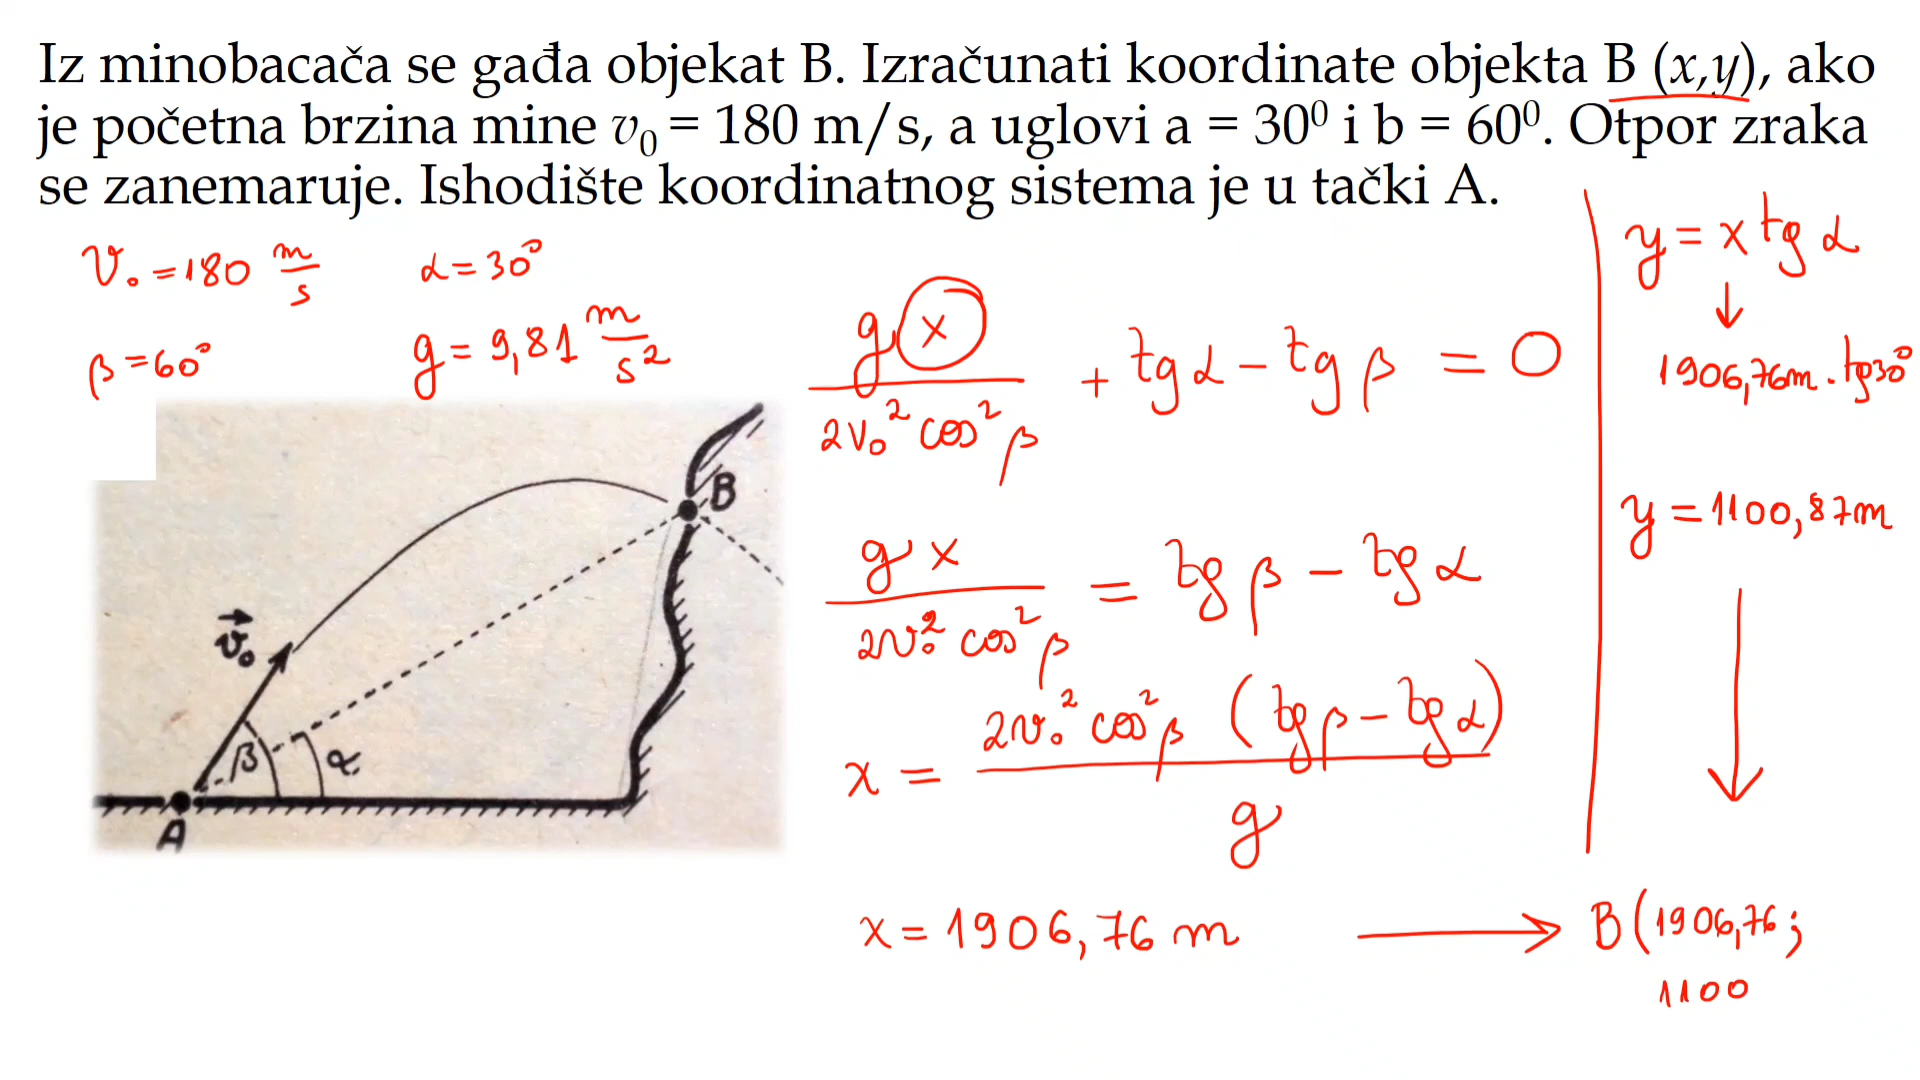 Iz minobacača se gađa objekat B. Izračunati koordinate objekta B (x,y), ako
je početna brzina mine v₀ = 180 m/s, a uglovi a = 30⁰ i b = 60⁰. Otpor zraka
se zanemaruje. Ishodište koordinatnog sistema je u tački A.
v₀ = 180 m/s
α = 30°
β = 60°
g = 9,81 m/s²
B
v₀
β
α
A
gx / 2v₀² cos² β + tg α − tg β = 0
gx / 2v₀² cos² β = tg β − tg α
x = 2v₀² cos² β (tg β − tg α) / g
x = 1906,76 m
y = x tg α
↓
1906,76m · tg30°
y = 1100,87m
→ B(1906,76;
1100